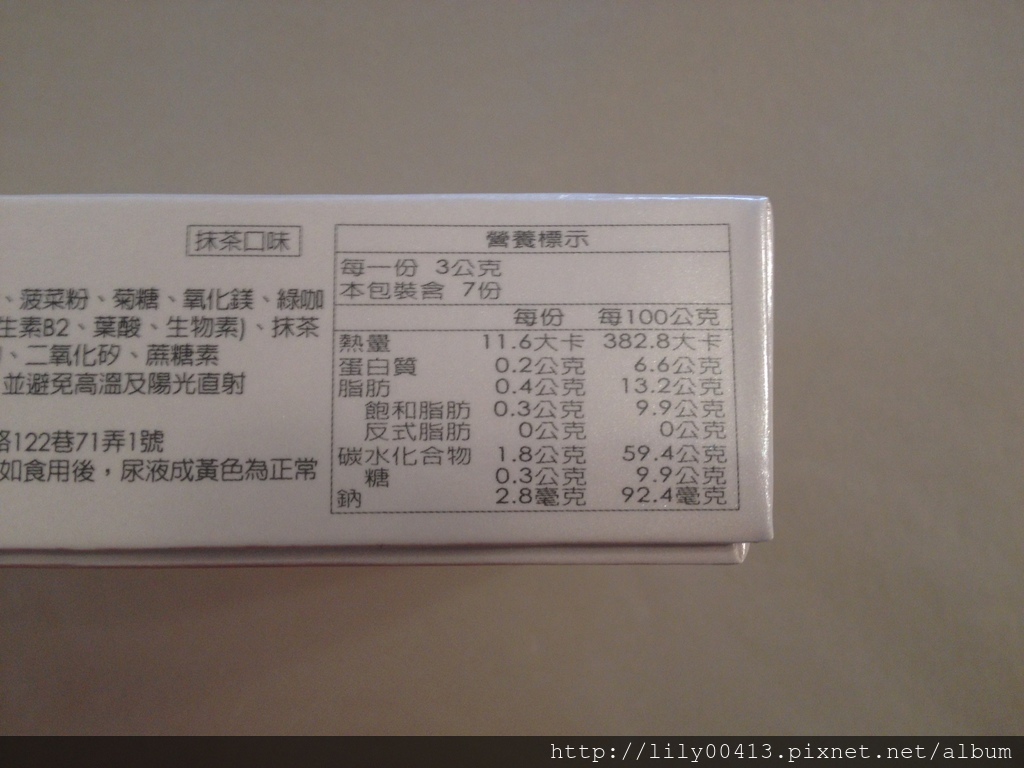 抹茶口味
、菠菜粉、菊糖、氧化鎂、綠咖
生素B2、葉酸、生物素)、抹茶
、二氧化矽、蔗糖素
並避免高溫及陽光直射
路122巷71弄1號
如食用後，尿液成黃色為正常
營養標示
每一份 3公克
本包裝含 7份
每份 每100公克
熱量 11.6大卡 382.8大卡
蛋白質 0.2公克 6.6公克
脂肪 0.4公克 13.2公克
飽和脂肪 0.3公克 9.9公克
反式脂肪 0公克 0公克
碳水化合物 1.8公克 59.4公克
糖 0.3公克 9.9公克
鈉 2.8毫克 92.4毫克
http://lily00413.pixnet.net/album